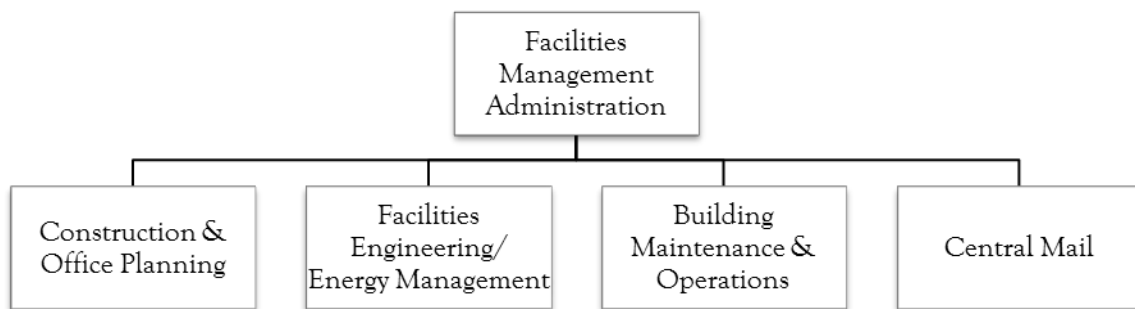 Facilities
Management
Administration
Construction &
Office Planning
Facilities
Engineering/
Energy Management
Building
Maintenance &
Operations
Central Mail